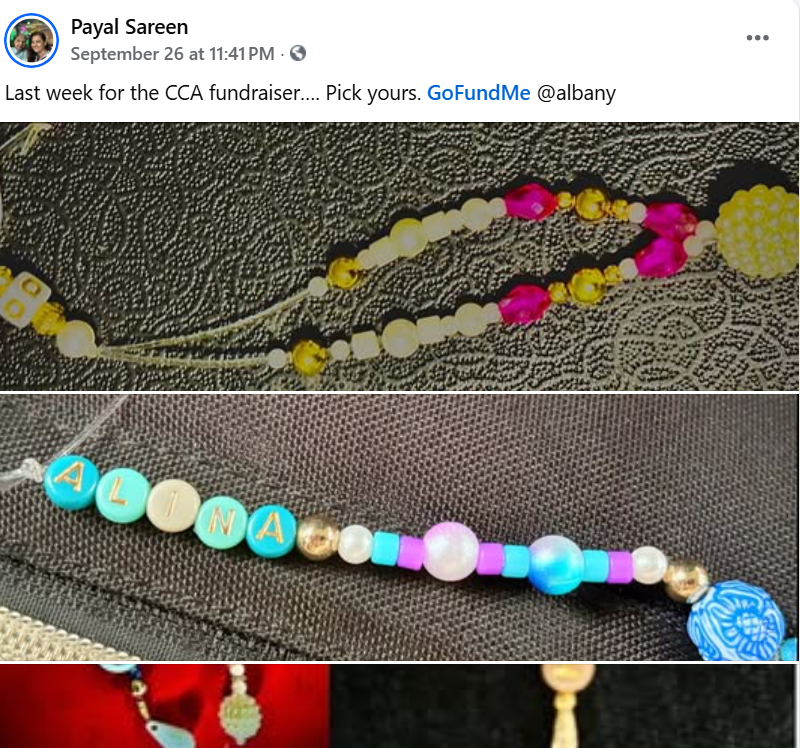 Payal Sareen
September 26 at 11:41 PM ·
Last week for the CCA fundraiser.... Pick yours. GoFundMe @albany
O
O
ALINA